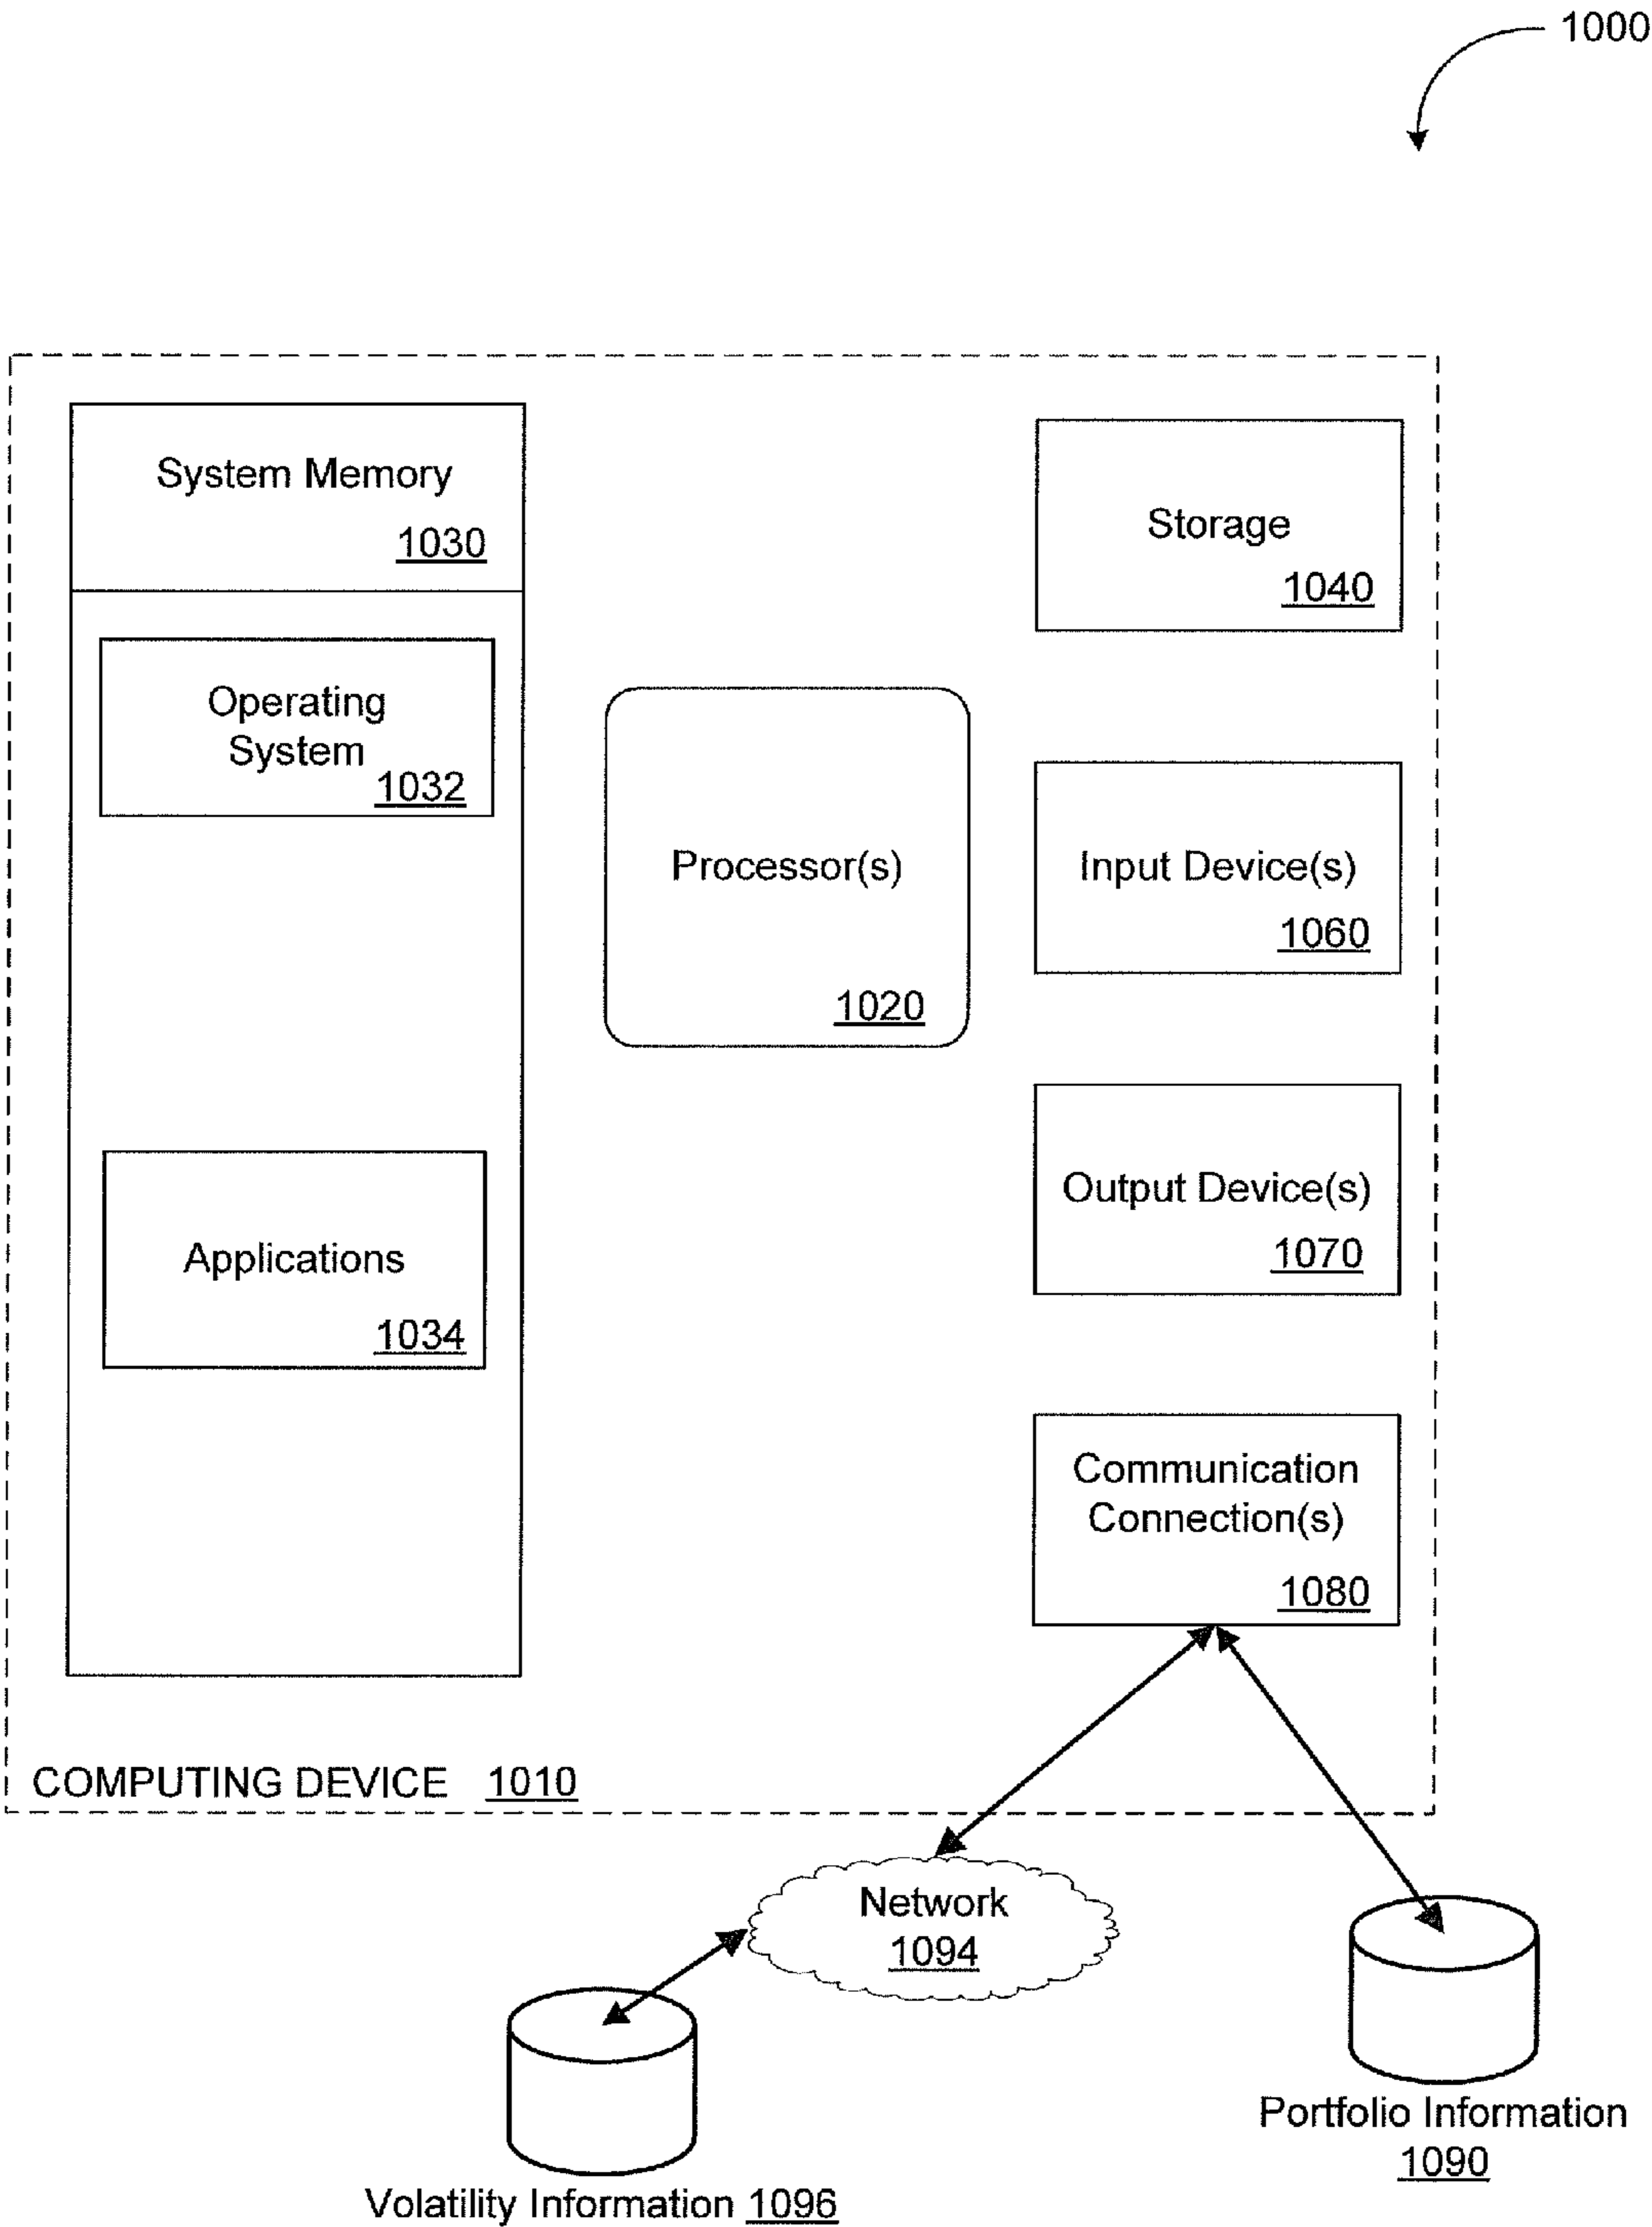 1000
System Memory
1030
Operating
System
1032
Applications
1034
Processor(s)
1020
Storage
1040
Input Device(s)
1060
Output Device(s)
1070
Communication
Connection(s)
1080
COMPUTING DEVICE 1010
Network
1094
Portfolio Information
1090
Volatility Information 1096